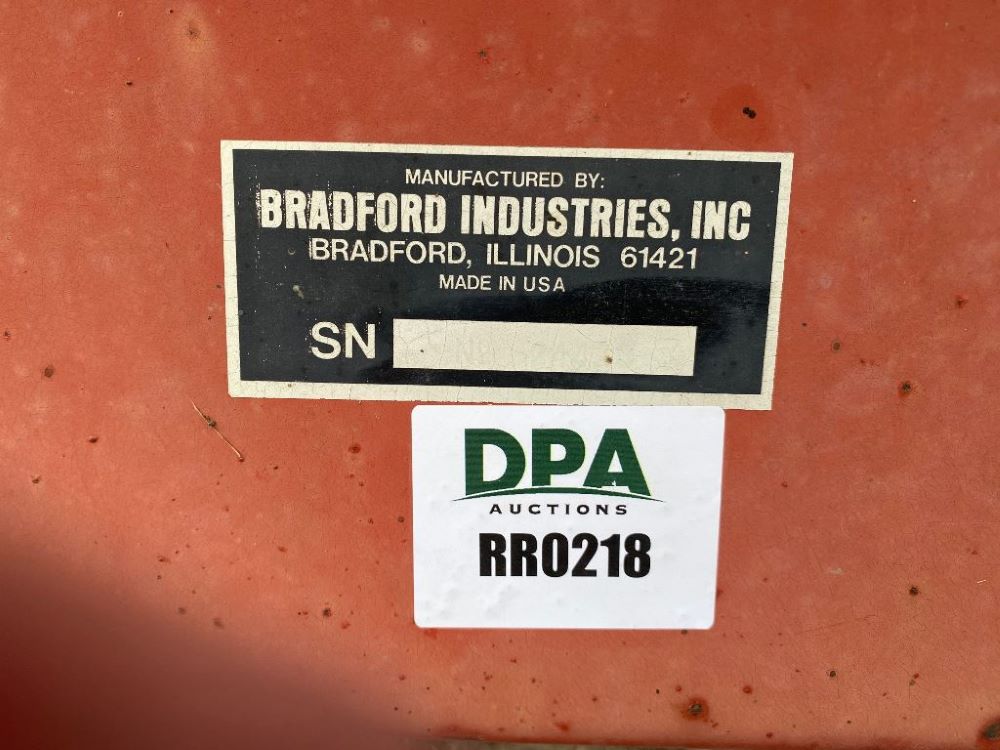 MANUFACTURED BY:
BRADFORD INDUSTRIES, INC
BRADFORD, ILLINOIS 61421
MADE IN USA
SN
DPA
AUCTIONS
RR0218